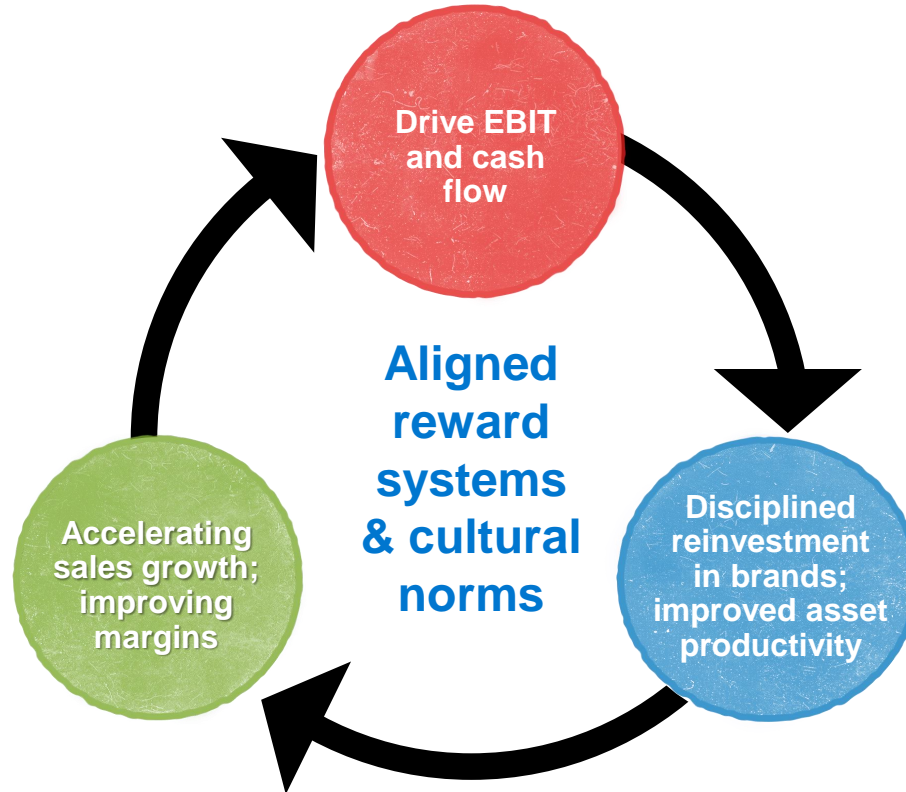 Drive EBIT
and cash
flow
Aligned
reward
systems
& cultural
norms
Disciplined
reinvestment
in brands;
improved asset
productivity
Accelerating
sales growth;
improving
margins